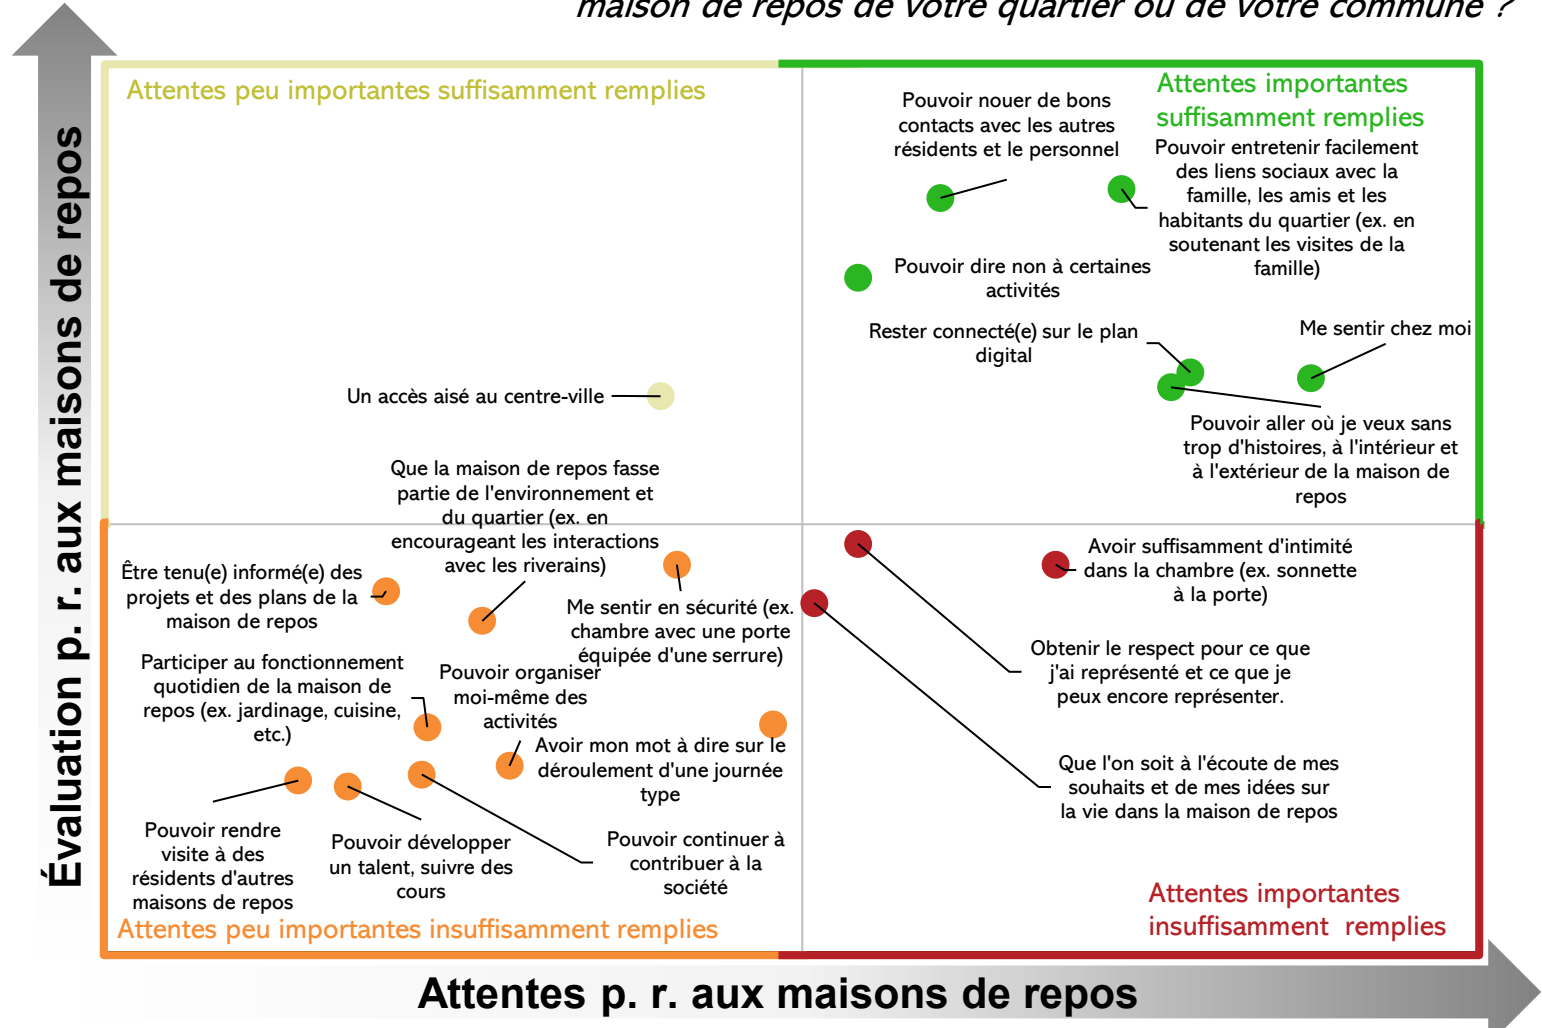 maison de repos de votre quartier ou de votre commune ?
Évaluation p. r. aux maisons de repos
Attentes peu importantes suffisamment remplies
Attentes importantes
suffisamment remplies
Pouvoir nouer de bons
contacts avec les autres
résidents et le personnel
Pouvoir entretenir facilement
des liens sociaux avec la
famille, les amis et les
habitants du quartier (ex. en
soutenant les visites de la
famille)
Pouvoir dire non à certaines
activités
Rester connecté(e) sur le plan
digital
Me sentir chez moi
Un accès aisé au centre-ville
Pouvoir aller où je veux sans
trop d'histoires, à l'intérieur et
à l'extérieur de la maison de
repos
Que la maison de repos fasse
partie de l'environnement et
du quartier (ex. en
encourageant les interactions
avec les riverains)
Être tenu(e) informé(e) des
projets et des plans de la
maison de repos
Me sentir en sécurité (ex.
chambre avec une porte
équipée d'une serrure)
Avoir suffisamment d'intimité
dans la chambre (ex. sonnette
à la porte)
Participer au fonctionnement
quotidien de la maison de
repos (ex. jardinage, cuisine,
etc.)
Pouvoir organiser
moi-même des
activités
Obtenir le respect pour ce que
j'ai représenté et ce que je
peux encore représenter.
Avoir mon mot à dire sur le
déroulement d'une journée
type
Que l'on soit à l'écoute de mes
souhaits et de mes idées sur
la vie dans la maison de repos
Pouvoir rendre
visite à des
résidents d'autres
maisons de repos
Pouvoir développer
un talent, suivre des
cours
Pouvoir continuer à
contribuer à la
société
Attentes peu importantes insuffisamment remplies
Attentes importantes
insuffisamment remplies
Attentes p. r. aux maisons de repos